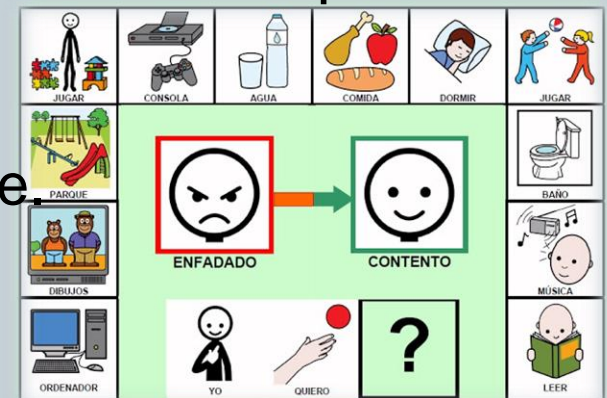 JUGAR CONSOLA AGUA COMIDA DORMIR JUGAR
PARQUE
e.
BAÑO
ENFADADO CONTENTO
DIBUJOS
MÚSICA
?
ORDENADOR YO QUIERO LEER